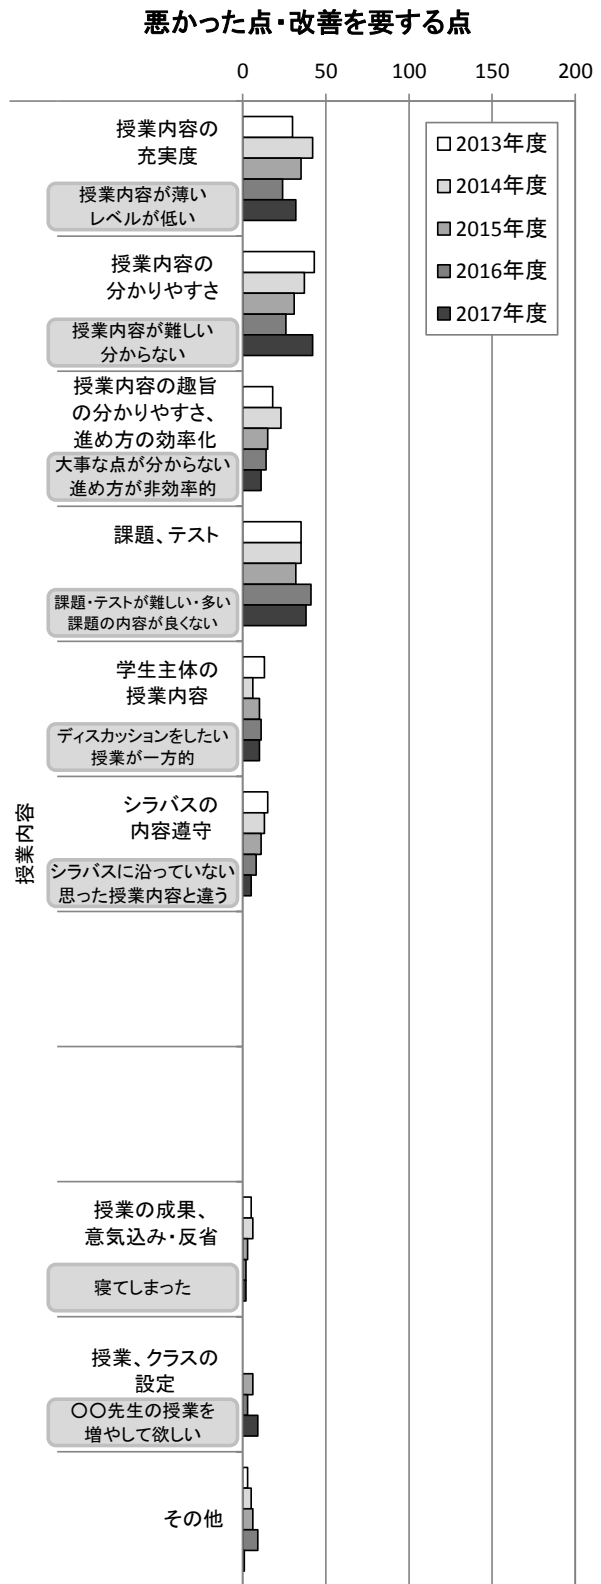 悪かった点・改善を要する点
0 50 100 150 200
2013年度
2014年度
2015年度
2016年度
2017年度
授業内容
授業内容の
充実度
授業内容が薄い
レベルが低い
授業内容の
分かりやすさ
授業内容が難しい
分からない
授業内容の趣旨
の分かりやすさ、
進め方の効率化
大事な点が分からない
進め方が非効率的
課題、テスト
課題・テストが難しい・多い
課題の内容が良くない
学生主体の
授業内容
ディスカッションをしたい
授業が一方的
シラバスの
内容遵守
シラバスに沿っていない
思った授業内容と違う
授業の成果、
意気込み・反省
寝てしまった
授業、クラスの
設定
〇〇先生の授業を
増やして欲しい
その他